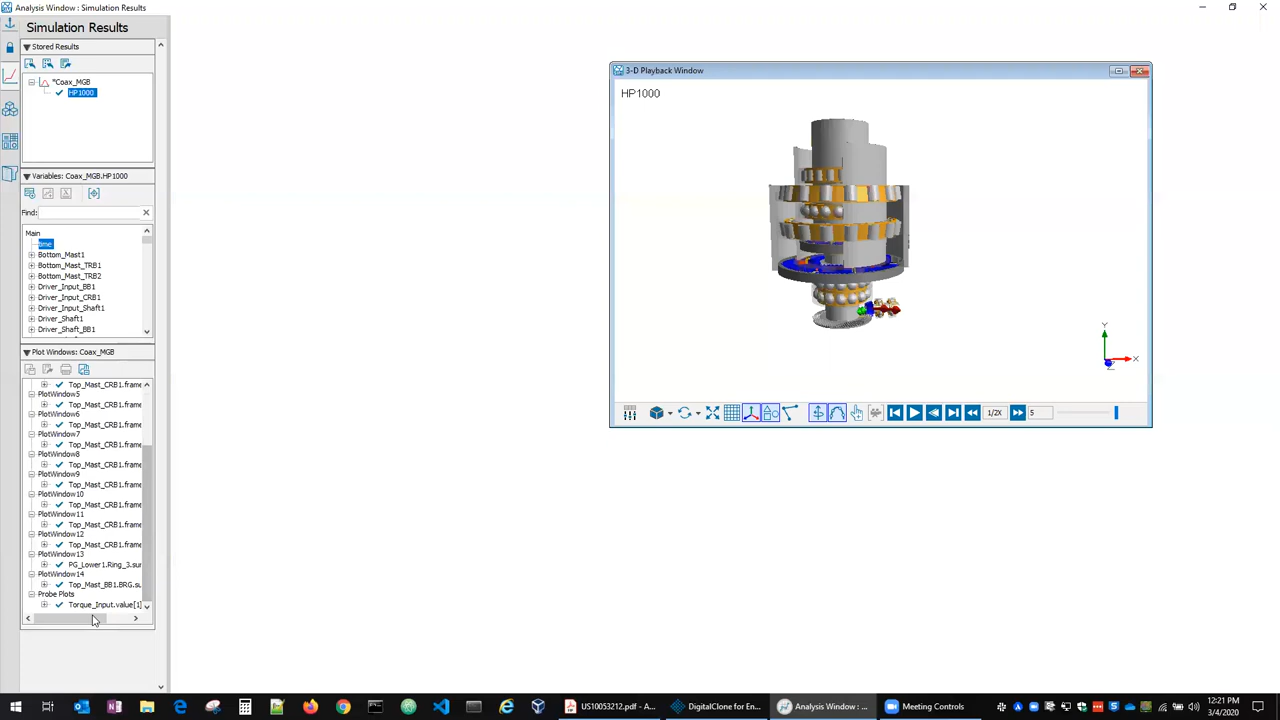 Analysis Window : Simulation Results
Simulation Results
Stored Results
*Coax_MGB
HP1000
Variables: Coax_MGB.HP1000
Find:
Main
time
Bottom_Mast1
Bottom_Mast_TRB1
Bottom_Mast_TRB2
Driver_Input_BB1
Driver_Input_CRB1
Driver_Input_Shaft1
Driver_Shaft1
Driver_Shaft_BB1
Plot Windows: Coax_MGB
Top_Mast_CRB1.frame
PlotWindow5
Top_Mast_CRB1.frame
PlotWindow6
Top_Mast_CRB1.frame
PlotWindow7
Top_Mast_CRB1.frame
PlotWindow8
Top_Mast_CRB1.frame
PlotWindow9
Top_Mast_CRB1.frame
PlotWindow10
Top_Mast_CRB1.frame
PlotWindow11
Top_Mast_CRB1.frame
PlotWindow12
Top_Mast_CRB1.frame
PlotWindow13
PG_Lower1.Ring_3.sur
PlotWindow14
Top_Mast_BB1.BRG.su
Probe Plots
Torque_Input.value[1]
3-D Playback Window
HP1000
Y
X
Z
1/2X
5
US10053212.pdf - A...
DigitalClone for En...
Analysis Window : ...
Meeting Controls
12:21 PM
3/4/2020